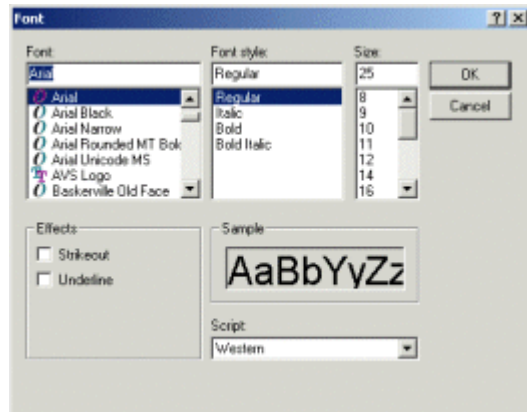 Font
Font: Font style: Size:
Arial Regular 25 OK
Arial Regular 8 Cancel
Arial Black Italic 9
Arial Narrow Bold 10
Arial Rounded MT Bol Bold Italic 11
Arial Unicode MS 12
AVS Logo 14
Baskerville Old Face 16
Effects Sample
Strikeout AaBbYyZz
Underline
Script:
Western